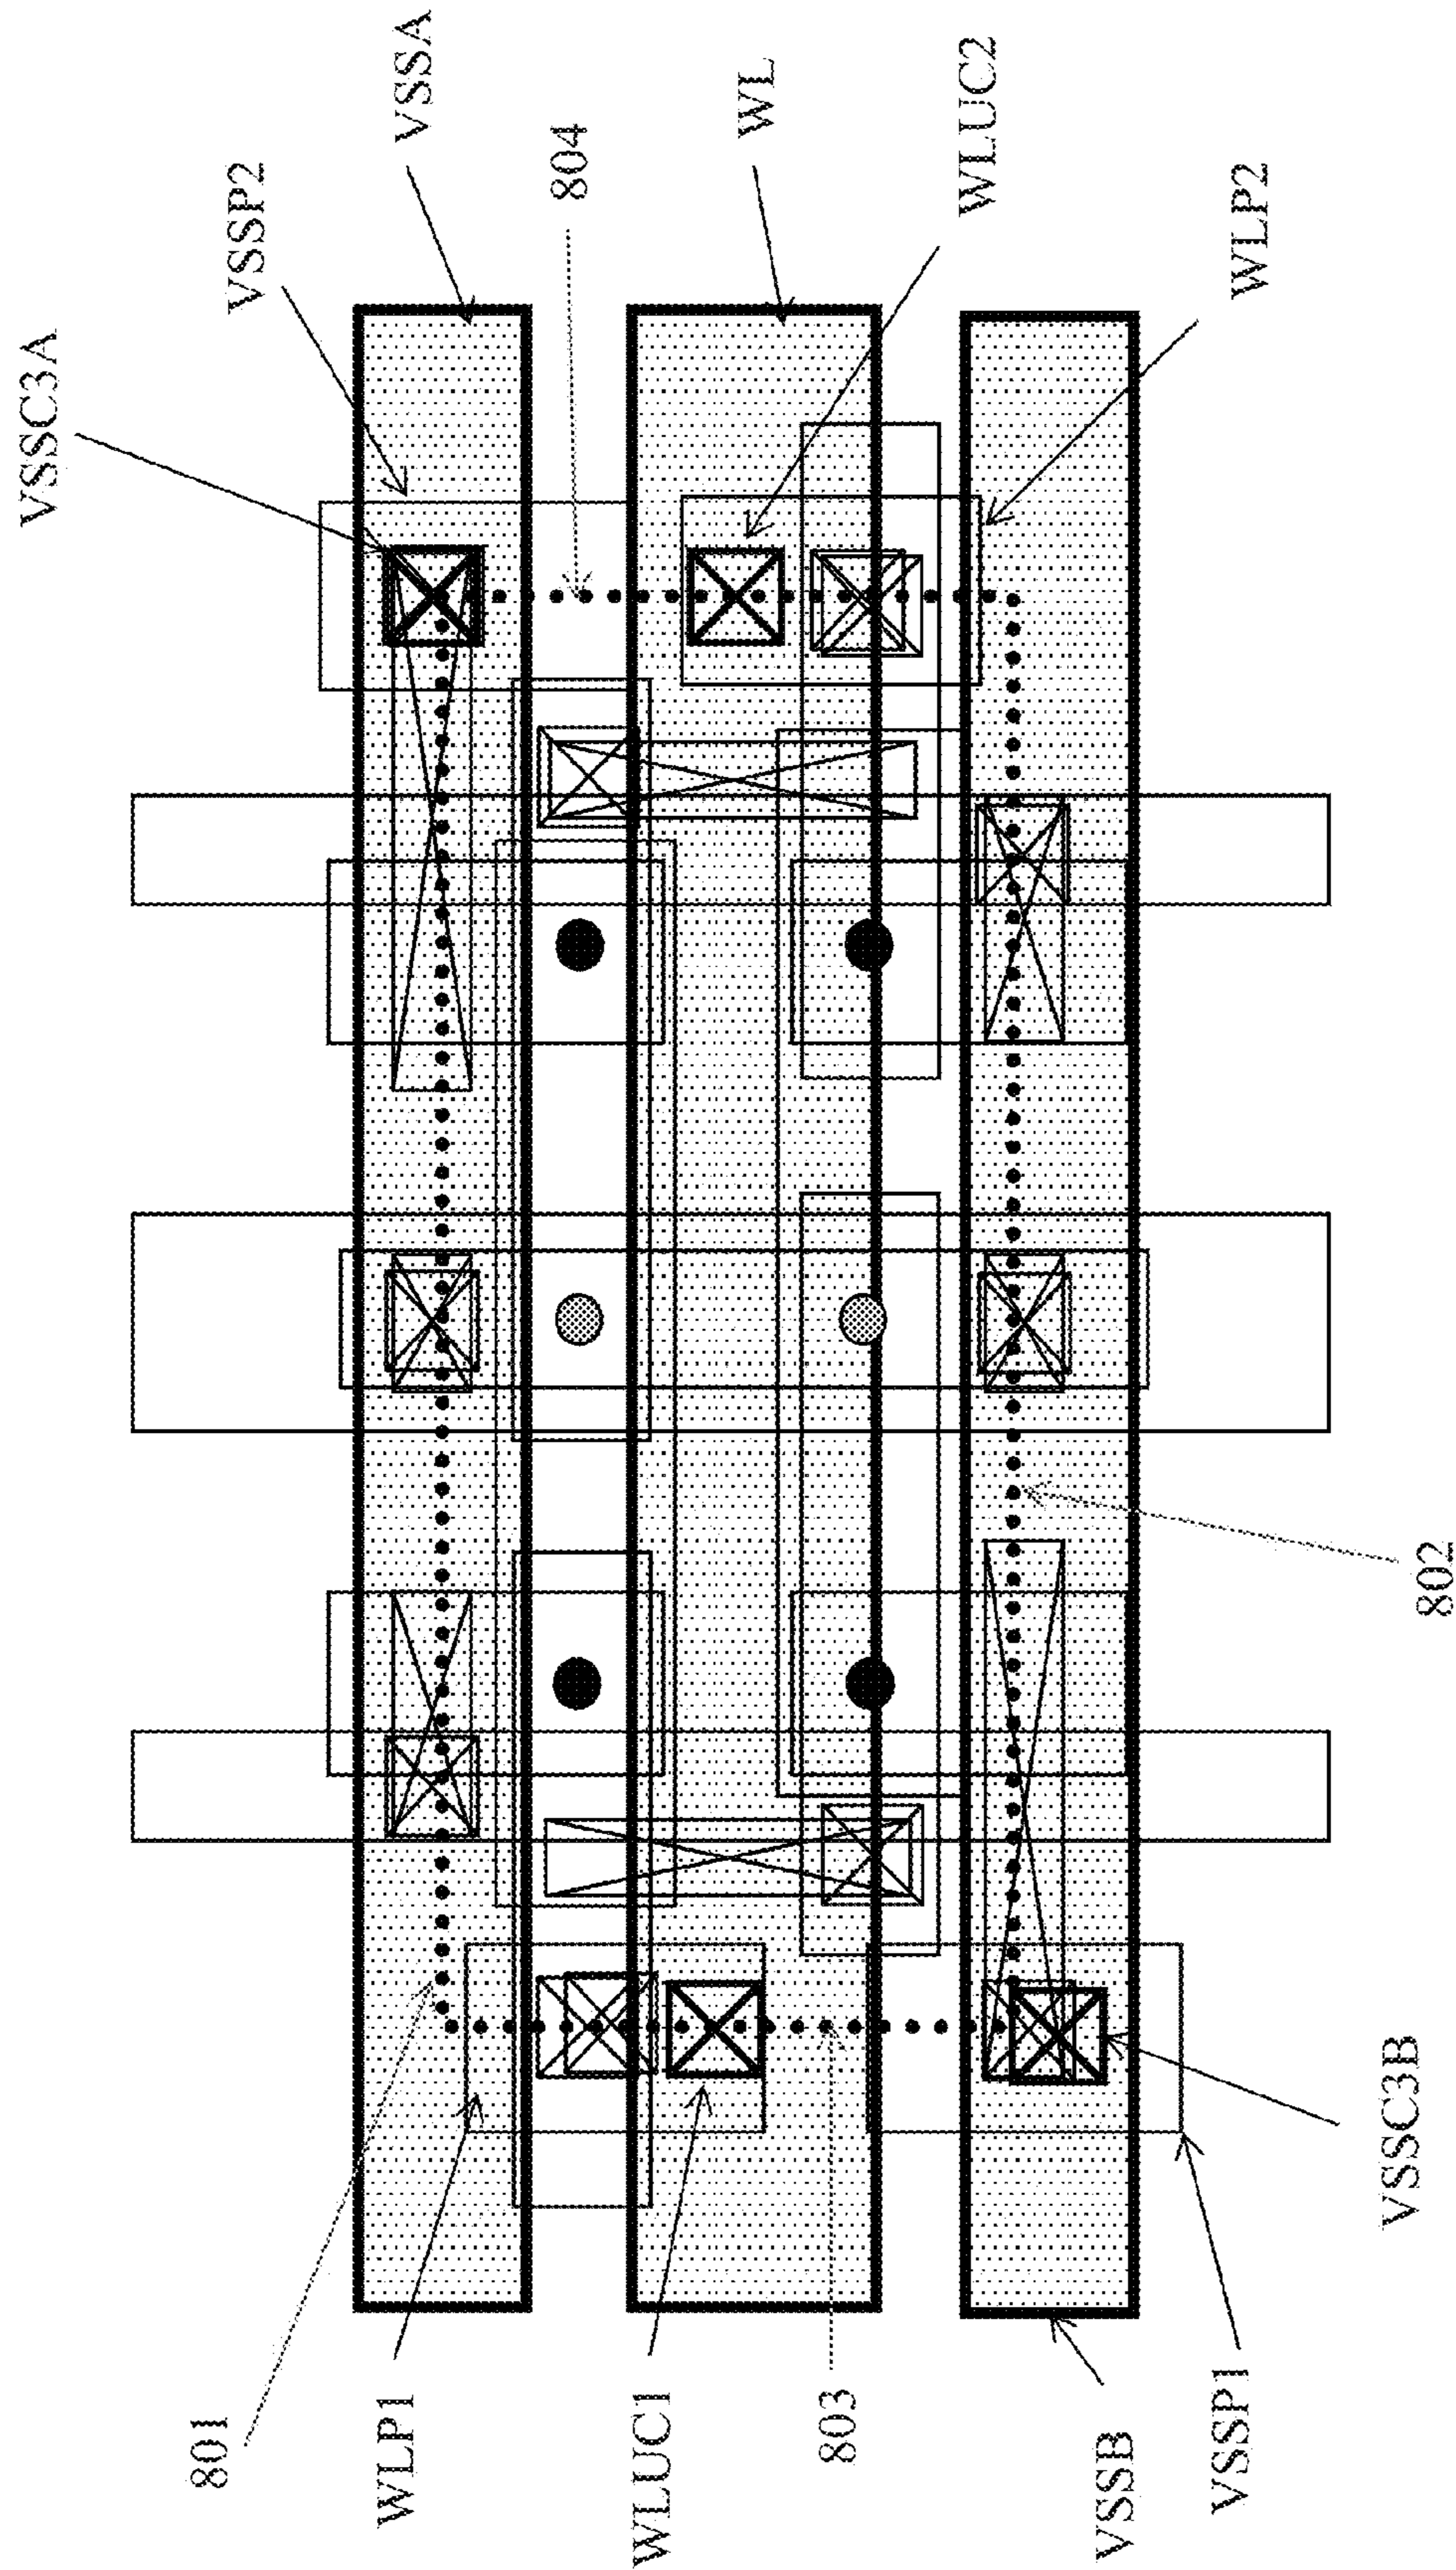 VSSC3A
VSSP2
VSSA
804
WL
WLUC2
WLP2
801
WLP1
WLUC1
803
VSSB
VSSP1
VSSC3B
802